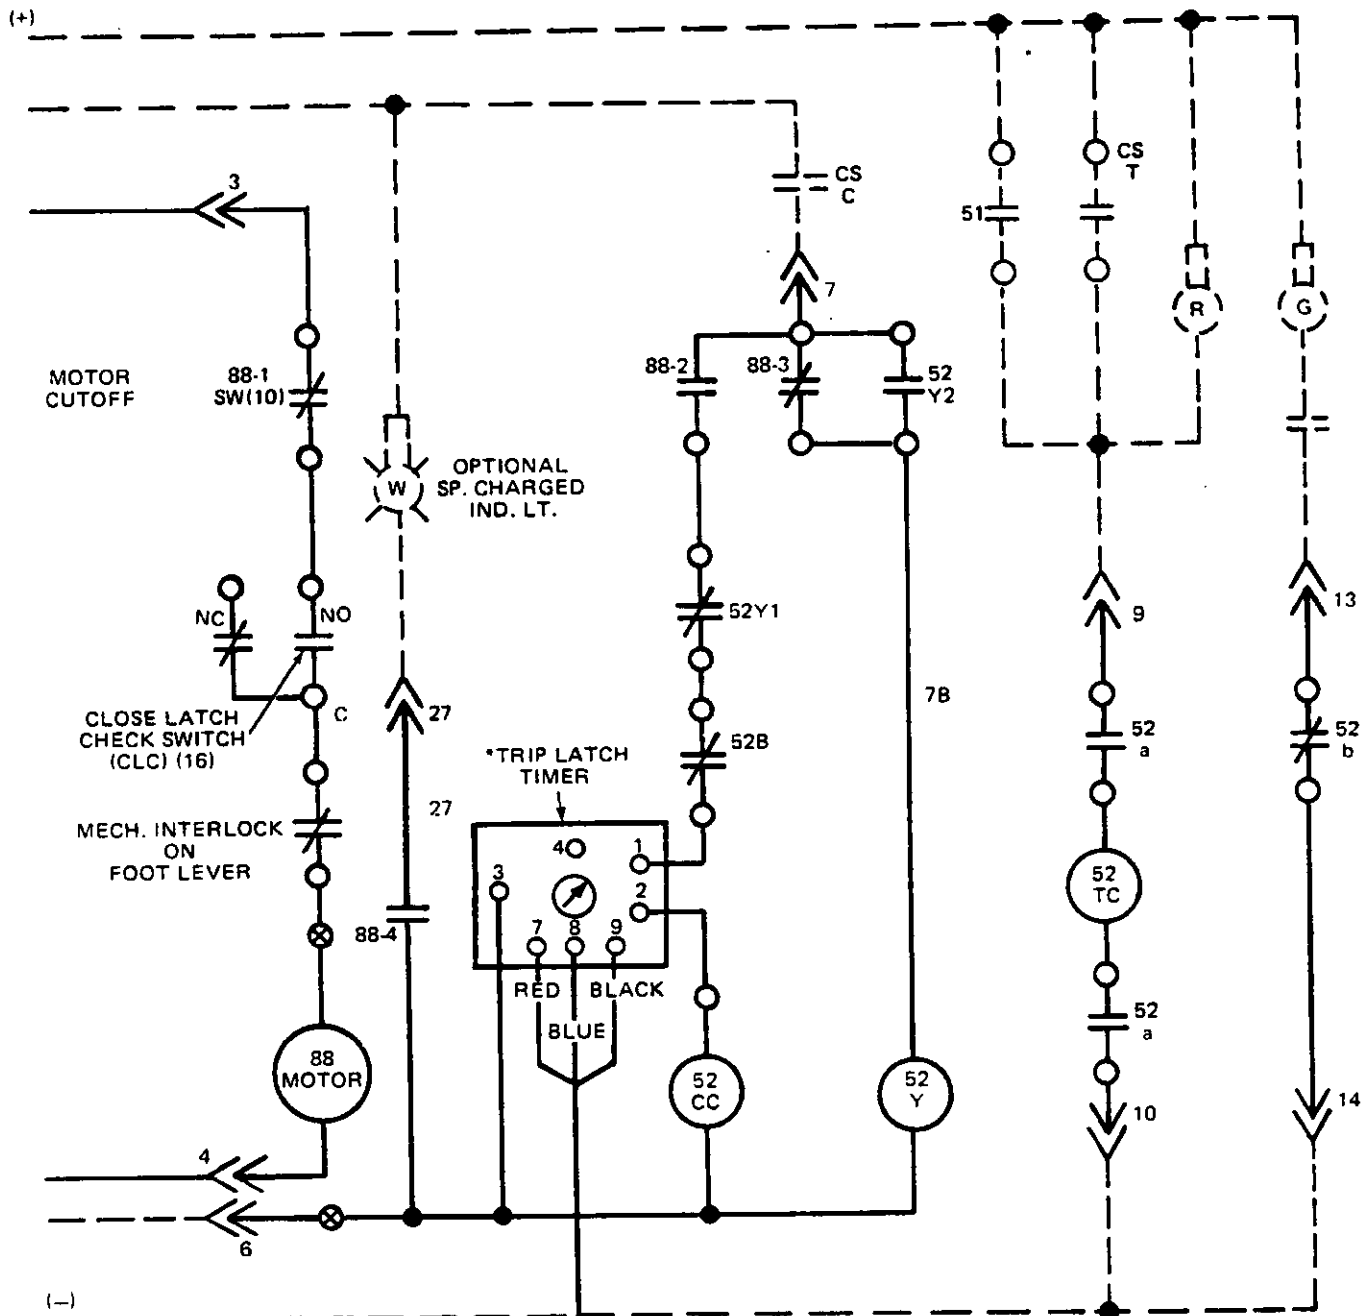 (+)
3
CS
C
CS
T
51
7
R
G
MOTOR
CUTOFF
88-1
SW(10)
88-2
88-3
52
Y2
W
OPTIONAL
SP. CHARGED
IND. LT.
NC
NO
52Y1
9
13
C
27
7B
CLOSE LATCH
CHECK SWITCH
(CLC) (16)
52B
52
a
52
b
*TRIP LATCH
TIMER
27
MECH. INTERLOCK
ON
FOOT LEVER
4
1
3
2
52
TC
88-4
7
8
9
RED
BLACK
BLUE
52
a
88
MOTOR
52
CC
52
Y
10
14
4
6
(—)